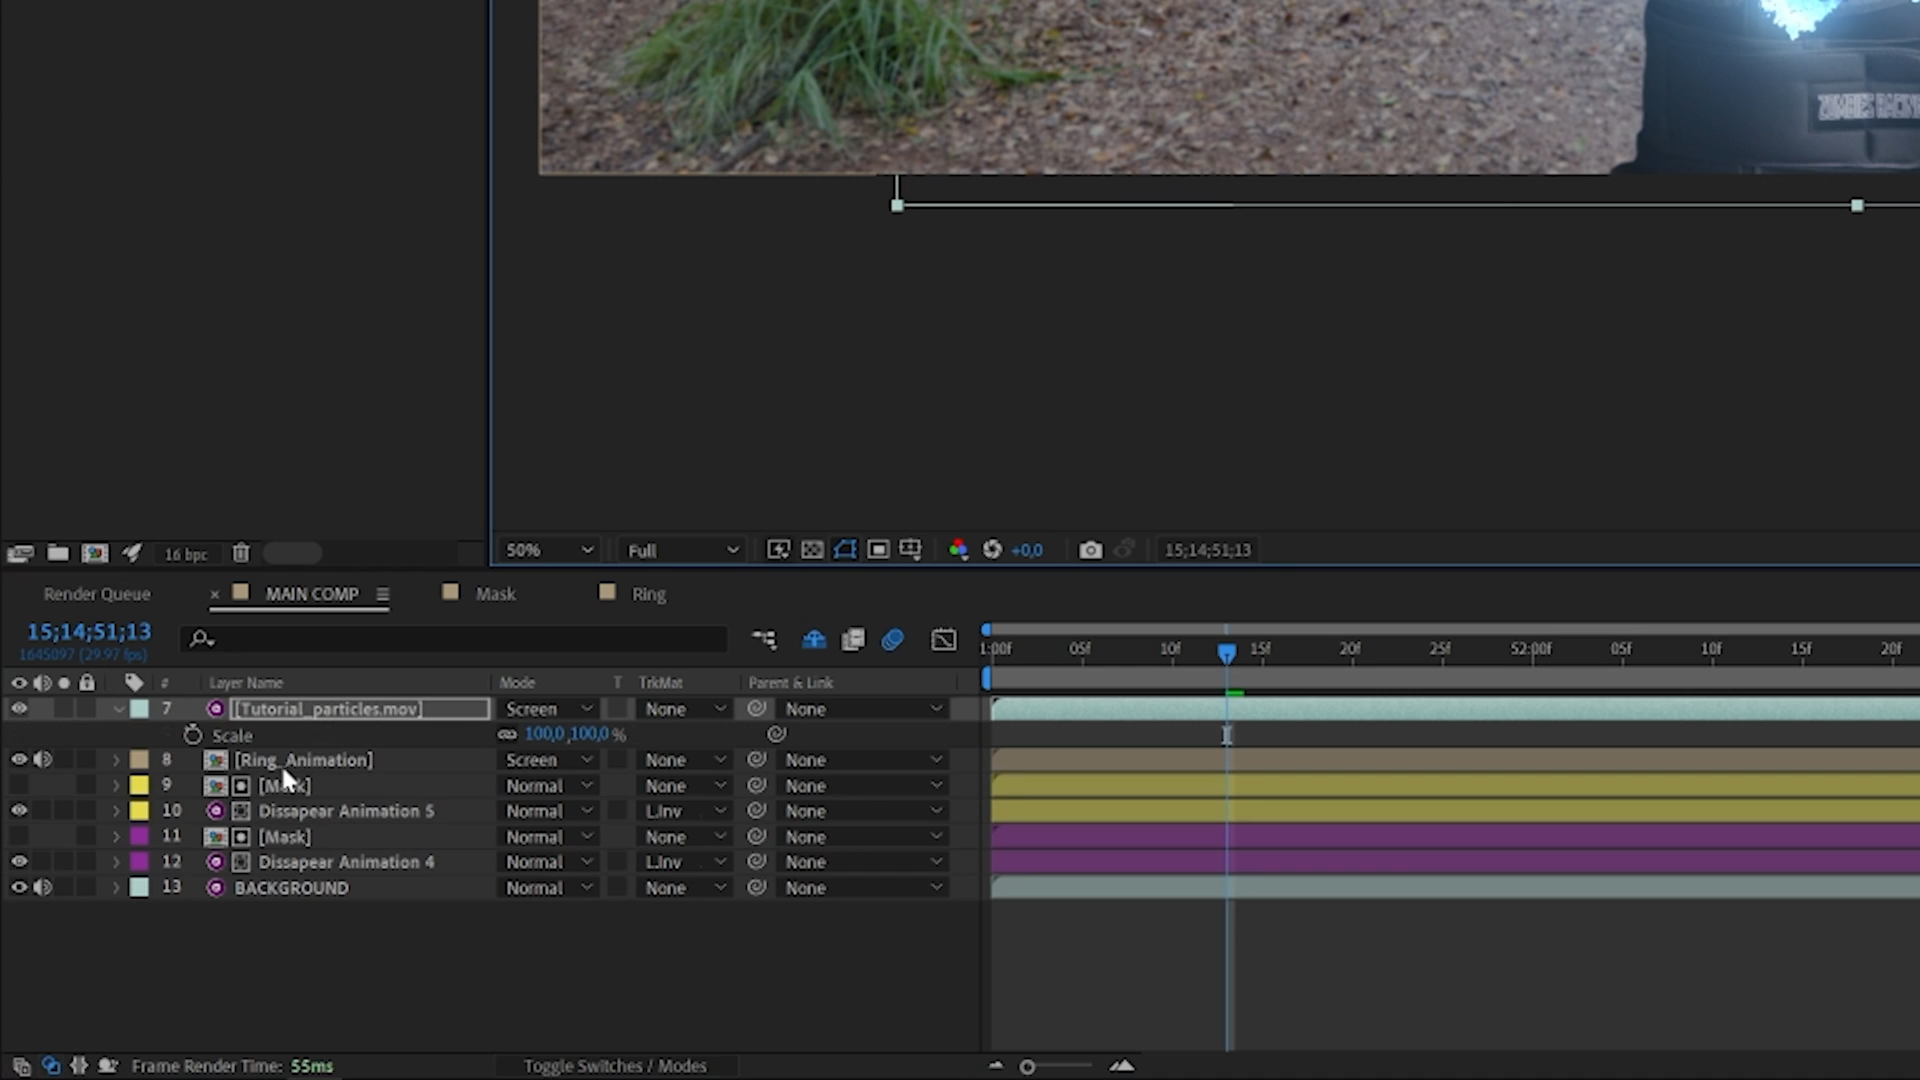 ZOMBIES RACIN
16 bpc
50%
Full
+0,0
15;14;51;13
Render Queue
MAIN COMP
Mask
Ring
15;14;51;13
1645097 (29.97 fps)
1:00f 05f 10f 15f 20f 25f 52:00f 05f 10f 15f 20f
# Layer Name Mode T TrkMat Parent & Link
7 [Tutorial_particles.mov] Screen None None
Scale 100,0,100,0%
8 [Ring_Animation] Screen None None
9 [Mask] Normal None None
10 Dissapear Animation 5 Normal L.Inv None
11 [Mask] Normal None None
12 Dissapear Animation 4 Normal L.Inv None
13 BACKGROUND Normal None None
Frame Render Time: 55ms
Toggle Switches / Modes